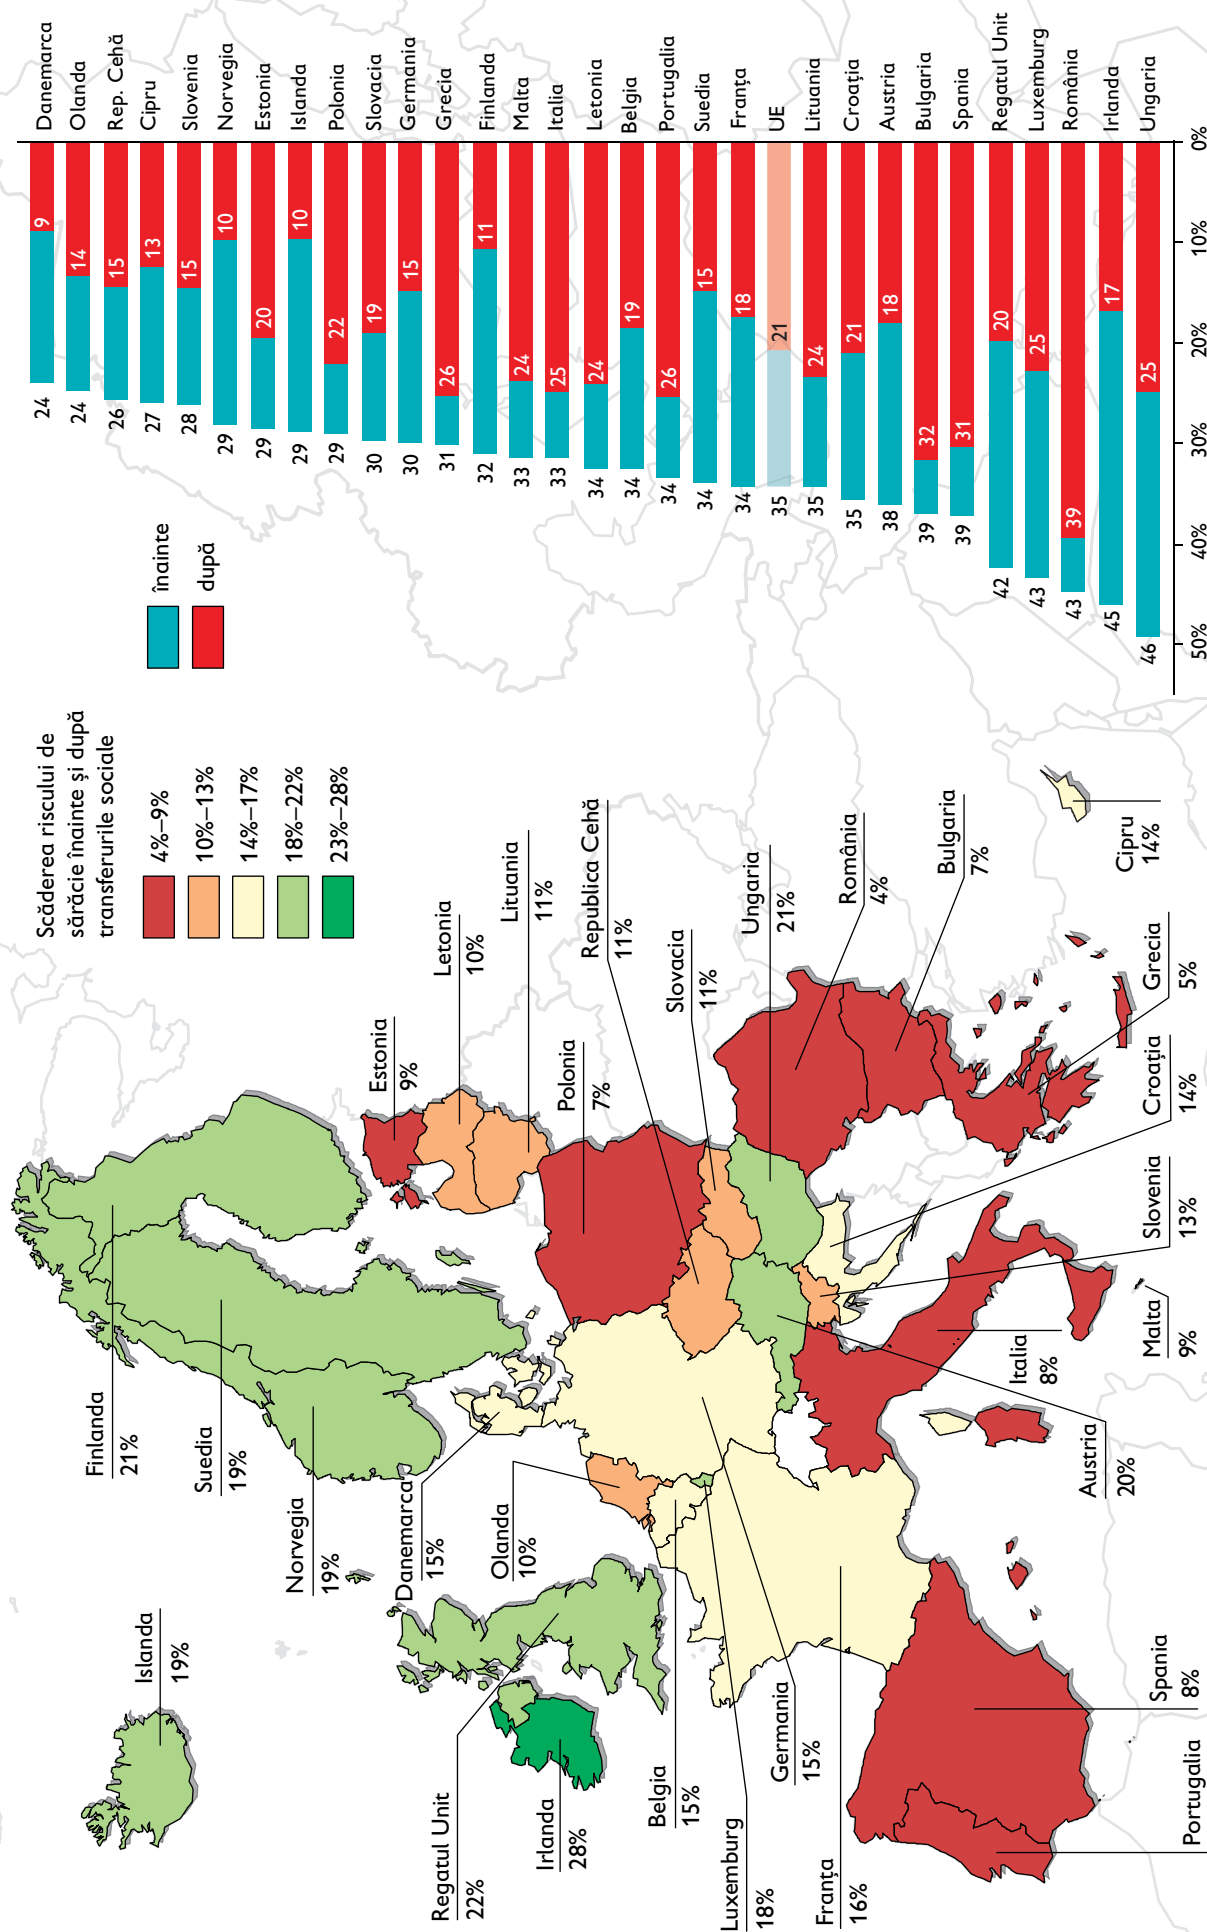 Scăderea riscului de
sărăcie înainte și după
transferurile sociale
4%–9%
10%–13%
14%–17%
18%–22%
23%–28%
înainte
după
Islanda
19%
Finlanda
21%
Suedia
19%
Norvegia
19%
Danemarca
15%
Olanda
10%
Estonia
9%
Letonia
10%
Lituania
11%
Polonia
7%
Republica Cehă
11%
Slovacia
11%
Ungaria
21%
România
4%
Bulgaria
7%
Cipru
14%
Grecia
5%
Croația
14%
Slovenia
13%
Malta
9%
Italia
8%
Austria
20%
Regatul Unit
22%
Irlanda
28%
Belgia
15%
Luxemburg
18%
Germania
15%
Franța
16%
Spania
8%
Portugalia
24 9 Danemarca
24 14 Olanda
26 15 Rep. Cehă
27 13 Cipru
28 15 Slovenia
29 10 Norvegia
29 20 Estonia
29 10 Islanda
29 22 Polonia
30 19 Slovacia
30 15 Germania
31 26 Grecia
32 11 Finlanda
33 24 Malta
33 25 Italia
34 24 Letonia
34 19 Belgia
34 26 Portugalia
34 15 Suedia
34 18 Franța
35 21 UE
35 24 Lituania
35 21 Croația
38 18 Austria
39 32 Bulgaria
39 31 Spania
42 20 Regatul Unit
43 25 Luxemburg
43 39 România
45 17 Irlanda
46 25 Ungaria
50% 40% 30% 20% 10% 0%